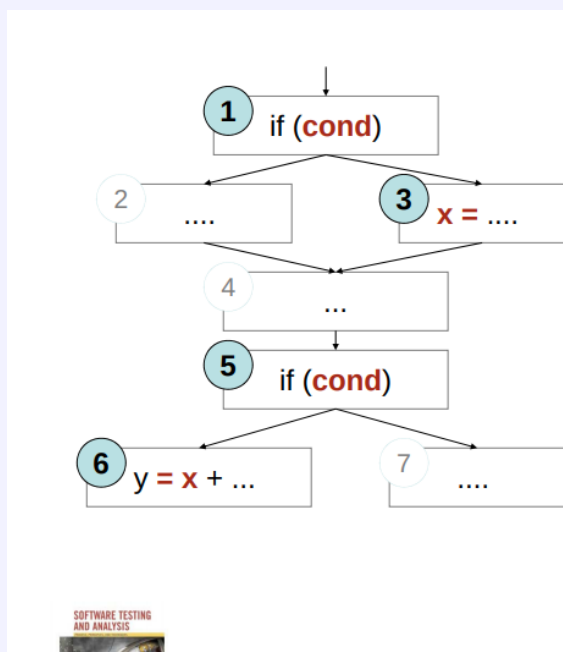 1
if (cond)
2
....
3
x = ....
4
...
5
if (cond)
6
y = x + ...
7
....
SOFTWARE TESTING
AND ANALYSIS